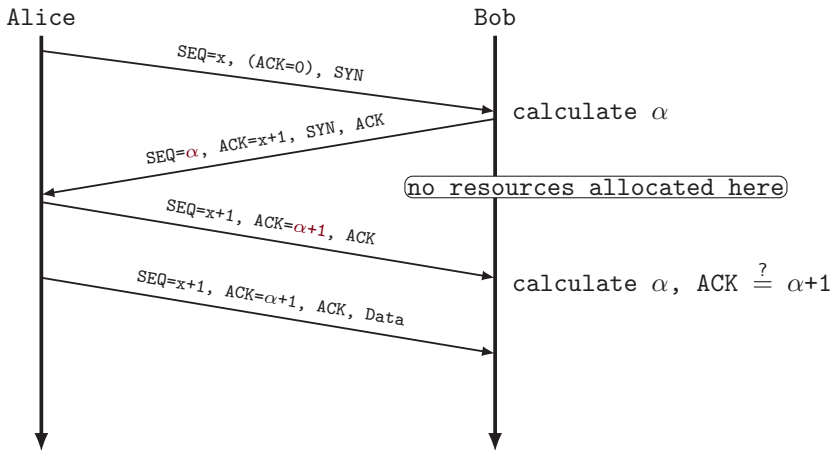 Alice
Bob
SEQ=x, (ACK=0), SYN
calculate α
SEQ=α, ACK=x+1, SYN, ACK
no resources allocated here
SEQ=x+1, ACK=α+1, ACK
calculate α, ACK ≟ α+1
SEQ=x+1, ACK=α+1, ACK, Data